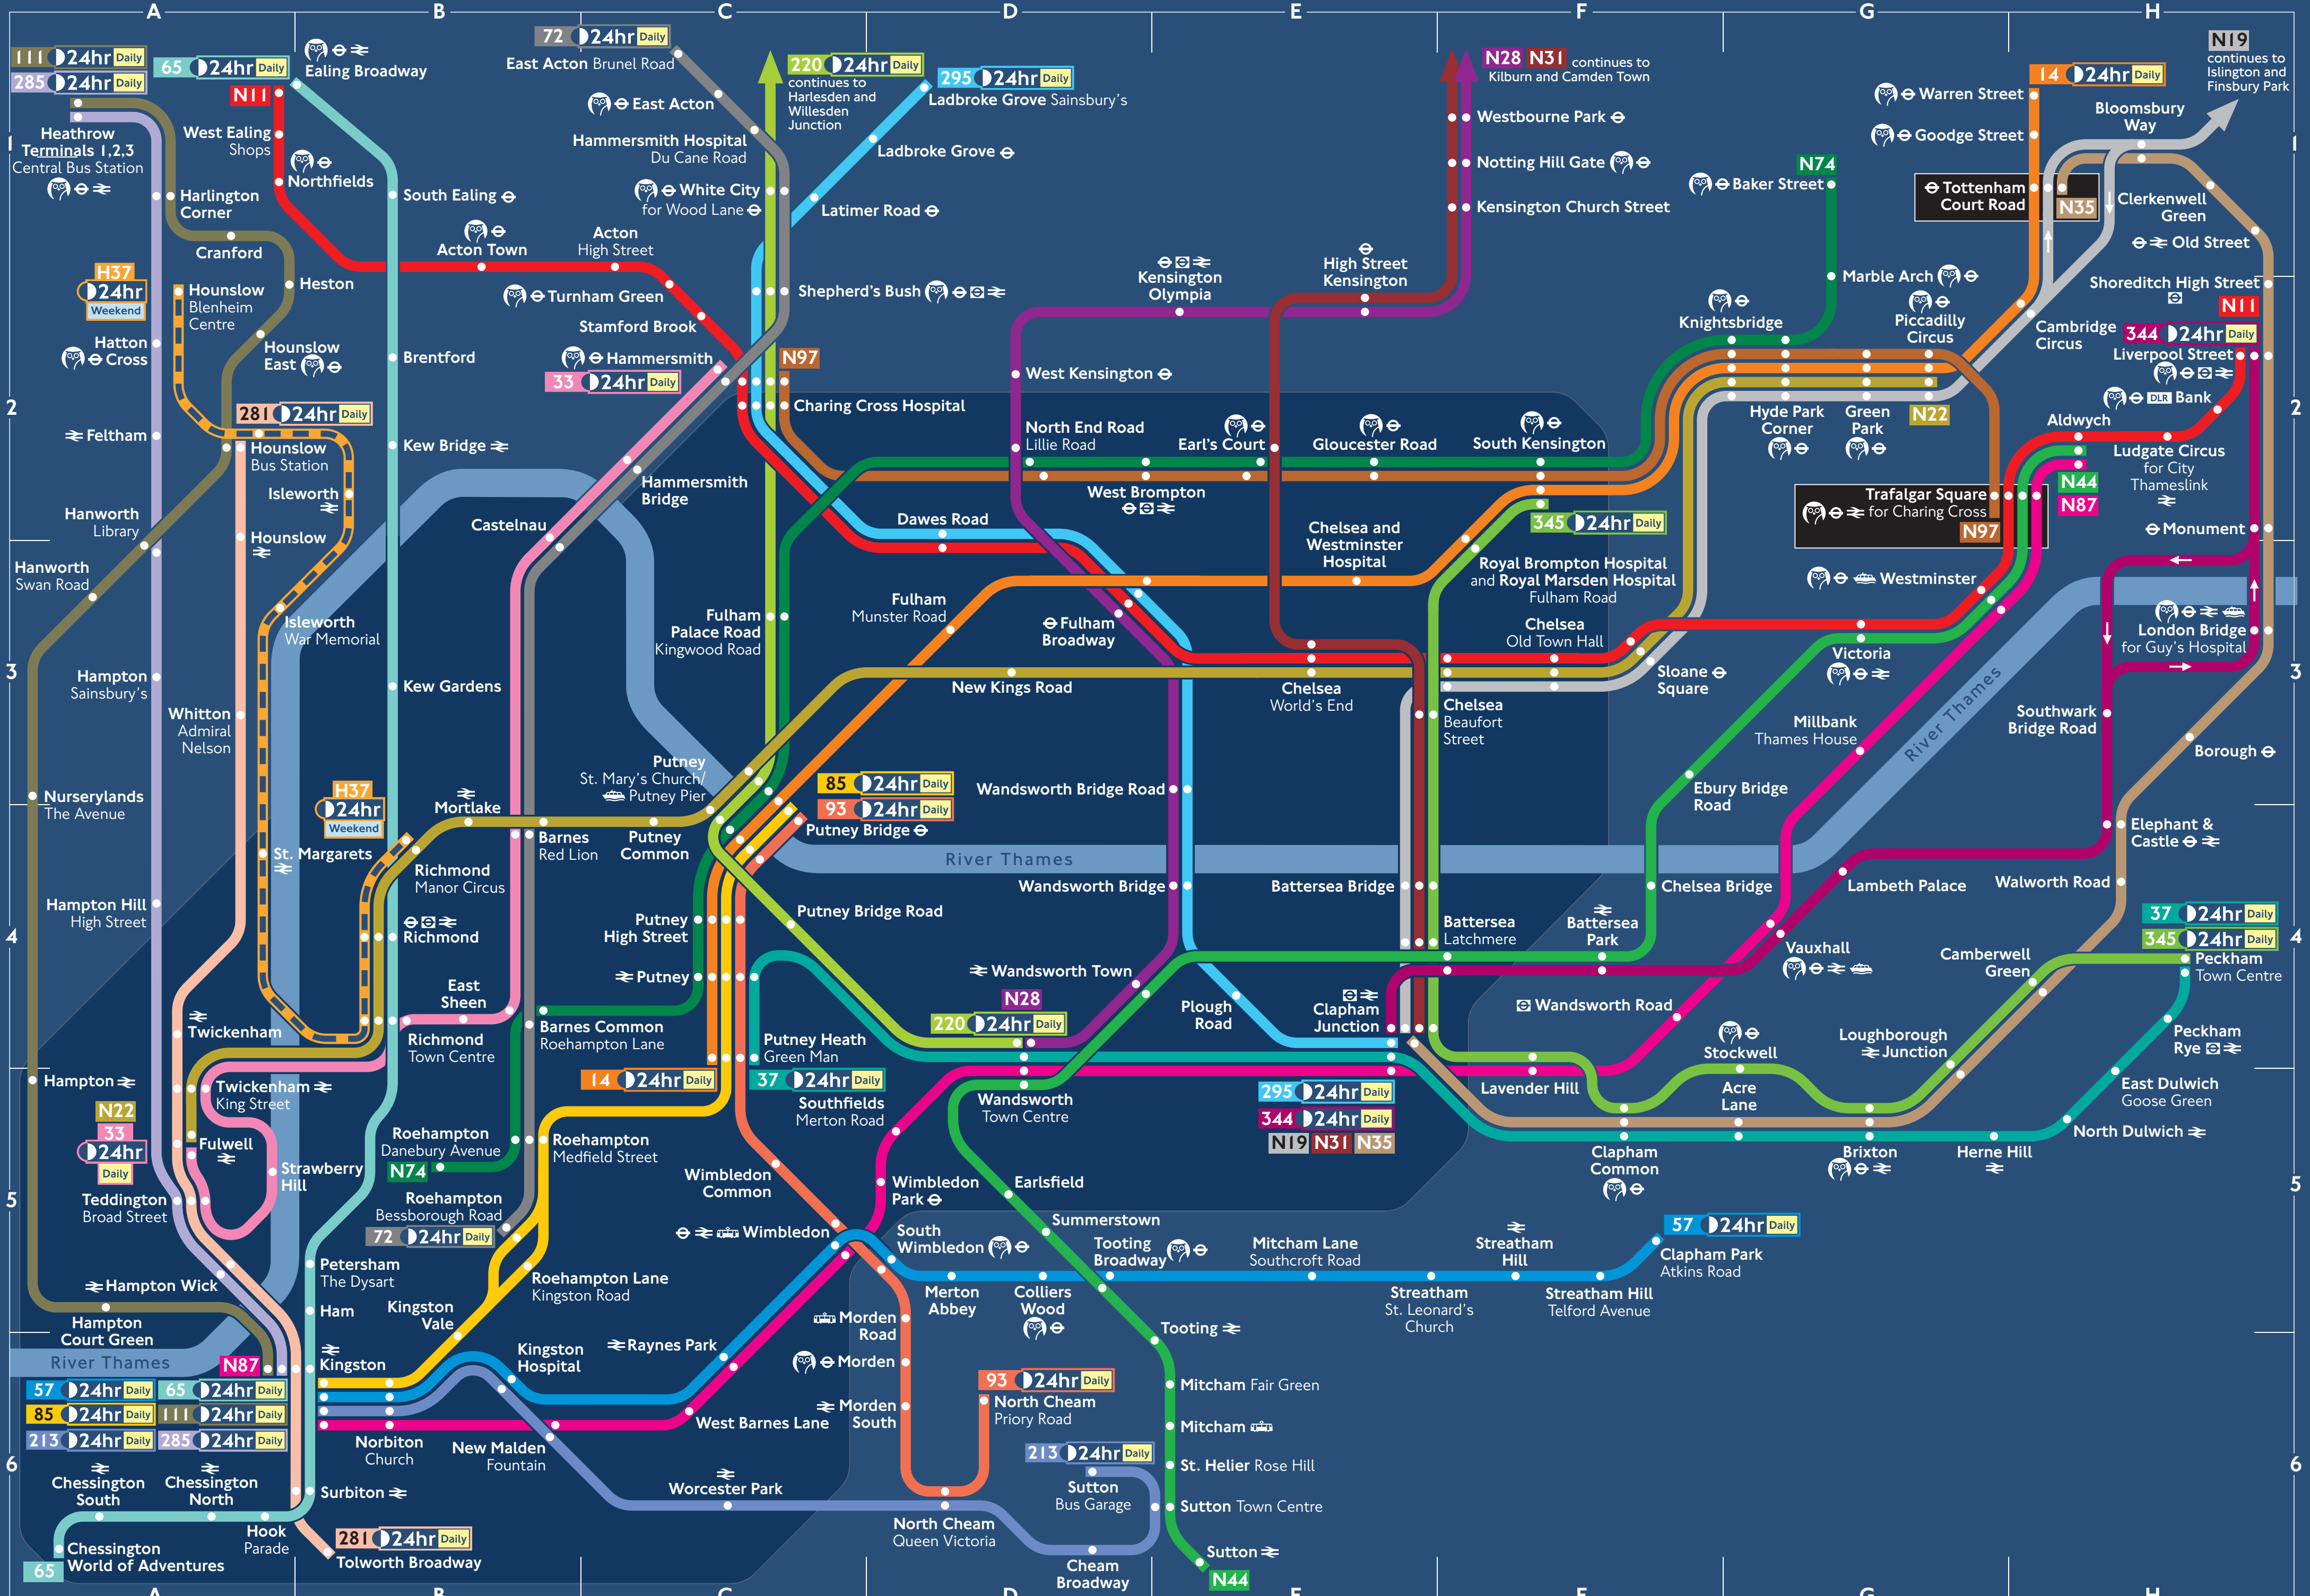 A B C D E F G H
111 24hr Daily
285 24hr Daily
Heathrow
Terminals 1,2,3
Central Bus Station
65 24hr Daily
Ealing Broadway
N11
West Ealing
Shops
Northfields
Harlington
Corner
Cranford
Heston
South Ealing
Acton Town
Acton
High Street
72 24hr Daily
East Acton Brunel Road
East Acton
Hammersmith Hospital
Du Cane Road
White City
for Wood Lane
220 24hr Daily
continues to
Harlesden and
Willesden
Junction
295 24hr Daily
Ladbroke Grove Sainsbury's
Ladbroke Grove
Latimer Road
Shepherd's Bush
Turnham Green
Stamford Brook
Hammersmith
33 24hr Daily
N97
Charing Cross Hospital
N28 N31 continues to
Kilburn and Camden Town
Westbourne Park
Notting Hill Gate
Kensington Church Street
High Street
Kensington
Kensington
Olympia
West Kensington
N74
Baker Street
Marble Arch
Knightsbridge
Piccadilly
Circus
Hyde Park
Corner
Green
Park
N22
14 24hr Daily
Warren Street
Goodge Street
Tottenham
Court Road
N35
Bloomsbury
Way
N19
continues to
Islington and
Finsbury Park
Clerkenwell
Green
Old Street
Shoreditch High Street
N11
344 24hr Daily
Liverpool Street
Cambridge
Circus
DLR Bank
Aldwych
Ludgate Circus
for City
Thameslink
N44
N87
Trafalgar Square
for Charing Cross
N97
Monument
Westminster
London Bridge
for Guy's Hospital
1
1
2
2
3
3
4
4
5
5
6
6
H37
24hr
Weekend
Hounslow
Blenheim
Centre
Hatton
Cross
Hounslow
East
281 24hr Daily
Feltham
Hounslow
Bus Station
Isleworth
Hounslow
Hanworth
Library
Hanworth
Swan Road
Isleworth
War Memorial
Brentford
Kew Bridge
Kew Gardens
Hampton
Sainsbury's
Whitton
Admiral
Nelson
Nurserylands
The Avenue
Hampton Hill
High Street
H37
24hr
Weekend
St. Margarets
Mortlake
Richmond
Manor Circus
Richmond
Richmond
Town Centre
East
Sheen
Twickenham
Twickenham
King Street
Hampton
N22
33
24hr
Daily
Fulwell
Strawberry
Hill
Teddington
Broad Street
Hampton Wick
Hampton
Court Green
River Thames
N87
57 24hr Daily
65 24hr Daily
85 24hr Daily
111 24hr Daily
213 24hr Daily
285 24hr Daily
Kingston
Chessington
South
Chessington
North
Surbiton
Hook
Parade
Chessington
World of Adventures
65
281 24hr Daily
Tolworth Broadway
Petersham
The Dysart
Ham
Castelnau
Hammersmith
Bridge
Barnes
Red Lion
Putney
Common
Putney
St. Mary's Church/
Putney Pier
85 24hr Daily
93 24hr Daily
Putney Bridge
Fulham
Palace Road
Kingwood Road
Putney
High Street
Putney
Putney Bridge Road
Barnes Common
Roehampton Lane
Putney Heath
Green Man
14 24hr Daily
37 24hr Daily
Southfields
Merton Road
Roehampton
Danebury Avenue
N74
Roehampton
Medfield Street
Roehampton
Bessborough Road
72 24hr Daily
Roehampton Lane
Kingston Road
Kingston
Vale
Kingston
Hospital
Norbiton
Church
New Malden
Fountain
Raynes Park
West Barnes Lane
Worcester Park
Wimbledon
Common
Wimbledon
Wimbledon
Park
South
Wimbledon
Merton
Abbey
Colliers
Wood
Tooting
Broadway
Morden
Road
Morden
Morden
South
93 24hr Daily
North Cheam
Priory Road
North Cheam
Queen Victoria
213 24hr Daily
Sutton
Bus Garage
Cheam
Broadway
Tooting
Mitcham Fair Green
Mitcham
St. Helier Rose Hill
Sutton Town Centre
Sutton
N44
North End Road
Lillie Road
West Brompton
Earl's Court
Gloucester Road
South Kensington
345 24hr Daily
Dawes Road
Chelsea and
Westminster
Hospital
Royal Brompton Hospital
and Royal Marsden Hospital
Fulham Road
Fulham
Munster Road
Fulham
Broadway
New Kings Road
Chelsea
World's End
Chelsea
Old Town Hall
Sloane
Square
Chelsea
Beaufort
Street
Victoria
Millbank
Thames House
River Thames
Ebury Bridge
Road
Southwark
Bridge Road
Borough
Elephant &
Castle
Walworth Road
Lambeth Palace
Chelsea Bridge
River Thames
Wandsworth Bridge Road
Wandsworth Bridge
Battersea Bridge
Battersea
Latchmere
Battersea
Park
Vauxhall
Wandsworth Town
N28
220 24hr Daily
Wandsworth
Town Centre
Plough
Road
Clapham
Junction
295 24hr Daily
344 24hr Daily
N19 N31 N35
Wandsworth Road
Lavender Hill
Stockwell
Acre
Lane
Clapham
Common
Brixton
Loughborough
Junction
Camberwell
Green
37 24hr Daily
345 24hr Daily
Peckham
Town Centre
Peckham
Rye
East Dulwich
Goose Green
North Dulwich
Herne Hill
Earlsfield
Summerstown
Mitcham Lane
Southcroft Road
Streatham
St. Leonard's
Church
Streatham
Hill
Streatham Hill
Telford Avenue
57 24hr Daily
Clapham Park
Atkins Road
A B C D E F G H